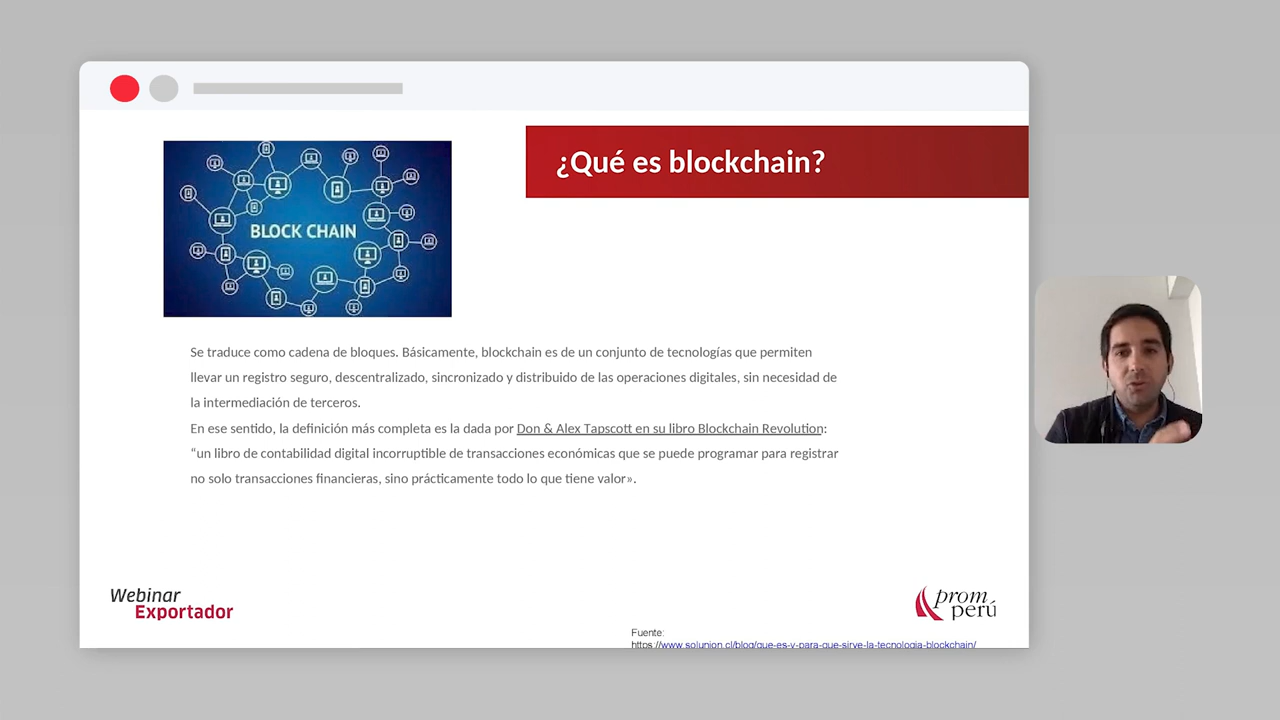 ¿Qué es blockchain?
BLOCK CHAIN
Se traduce como cadena de bloques. Básicamente, blockchain es de un conjunto de tecnologías que permiten
llevar un registro seguro, descentralizado, sincronizado y distribuido de las operaciones digitales, sin necesidad de
la intermediación de terceros.
En ese sentido, la definición más completa es la dada por Don & Alex Tapscott en su libro Blockchain Revolution:
“un libro de contabilidad digital incorruptible de transacciones económicas que se puede programar para registrar
no solo transacciones financieras, sino prácticamente todo lo que tiene valor».
Webinar
Exportador
prom
perú
Fuente:
https://www.solunion.cl/blog/que-es-y-para-que-sirve-la-tecnologia-blockchain/